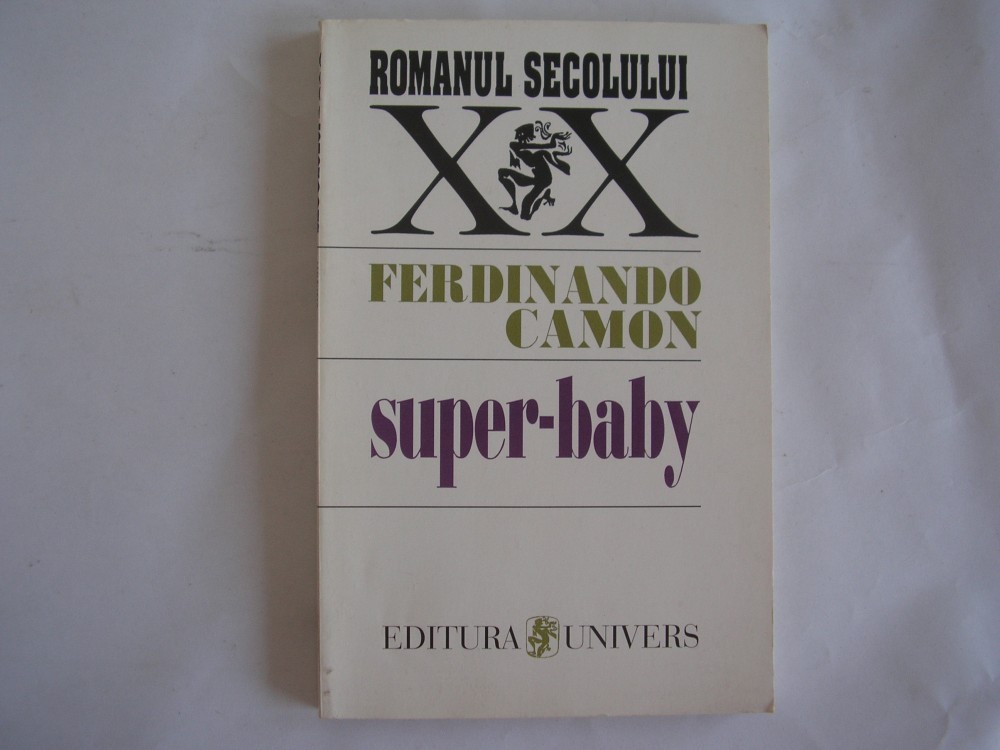 ROMANUL SECOLULUI
XX
FERDINANDO
CAMON
super-baby
EDITURA UNIVERS